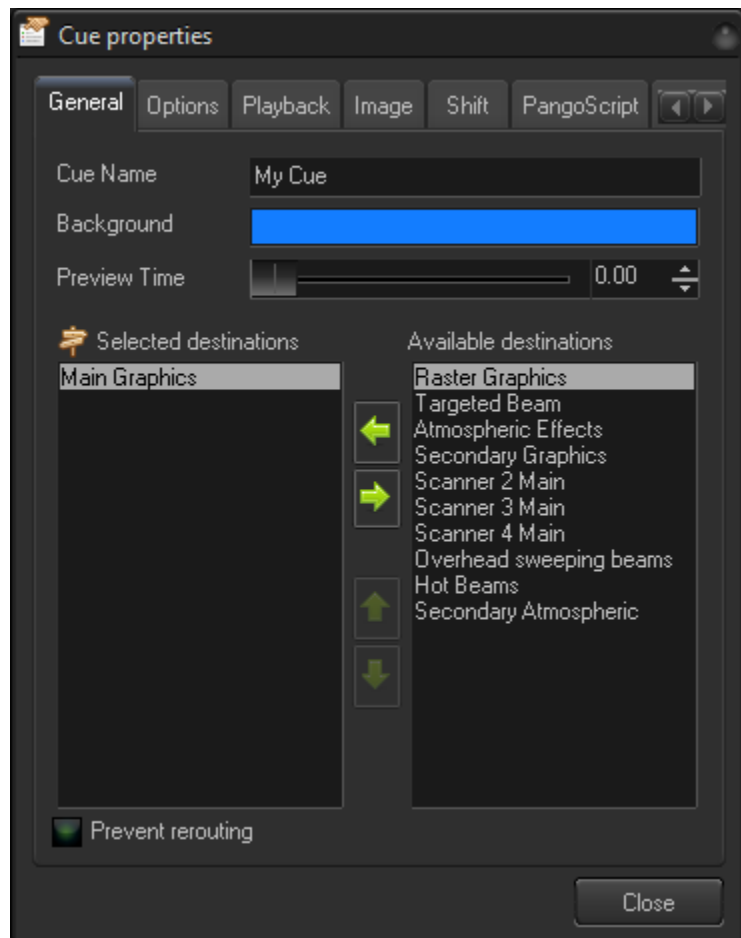 Cue properties
General Options Playback Image Shift PangoScript
Cue Name My Cue
Background
Preview Time 0.00
Selected destinations Available destinations
Main Graphics
Raster Graphics
Targeted Beam
Atmospheric Effects
Secondary Graphics
Scanner 2 Main
Scanner 3 Main
Scanner 4 Main
Overhead sweeping beams
Hot Beams
Secondary Atmospheric
Prevent rerouting
Close